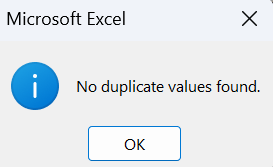 Microsoft Excel
No duplicate values found.
OK